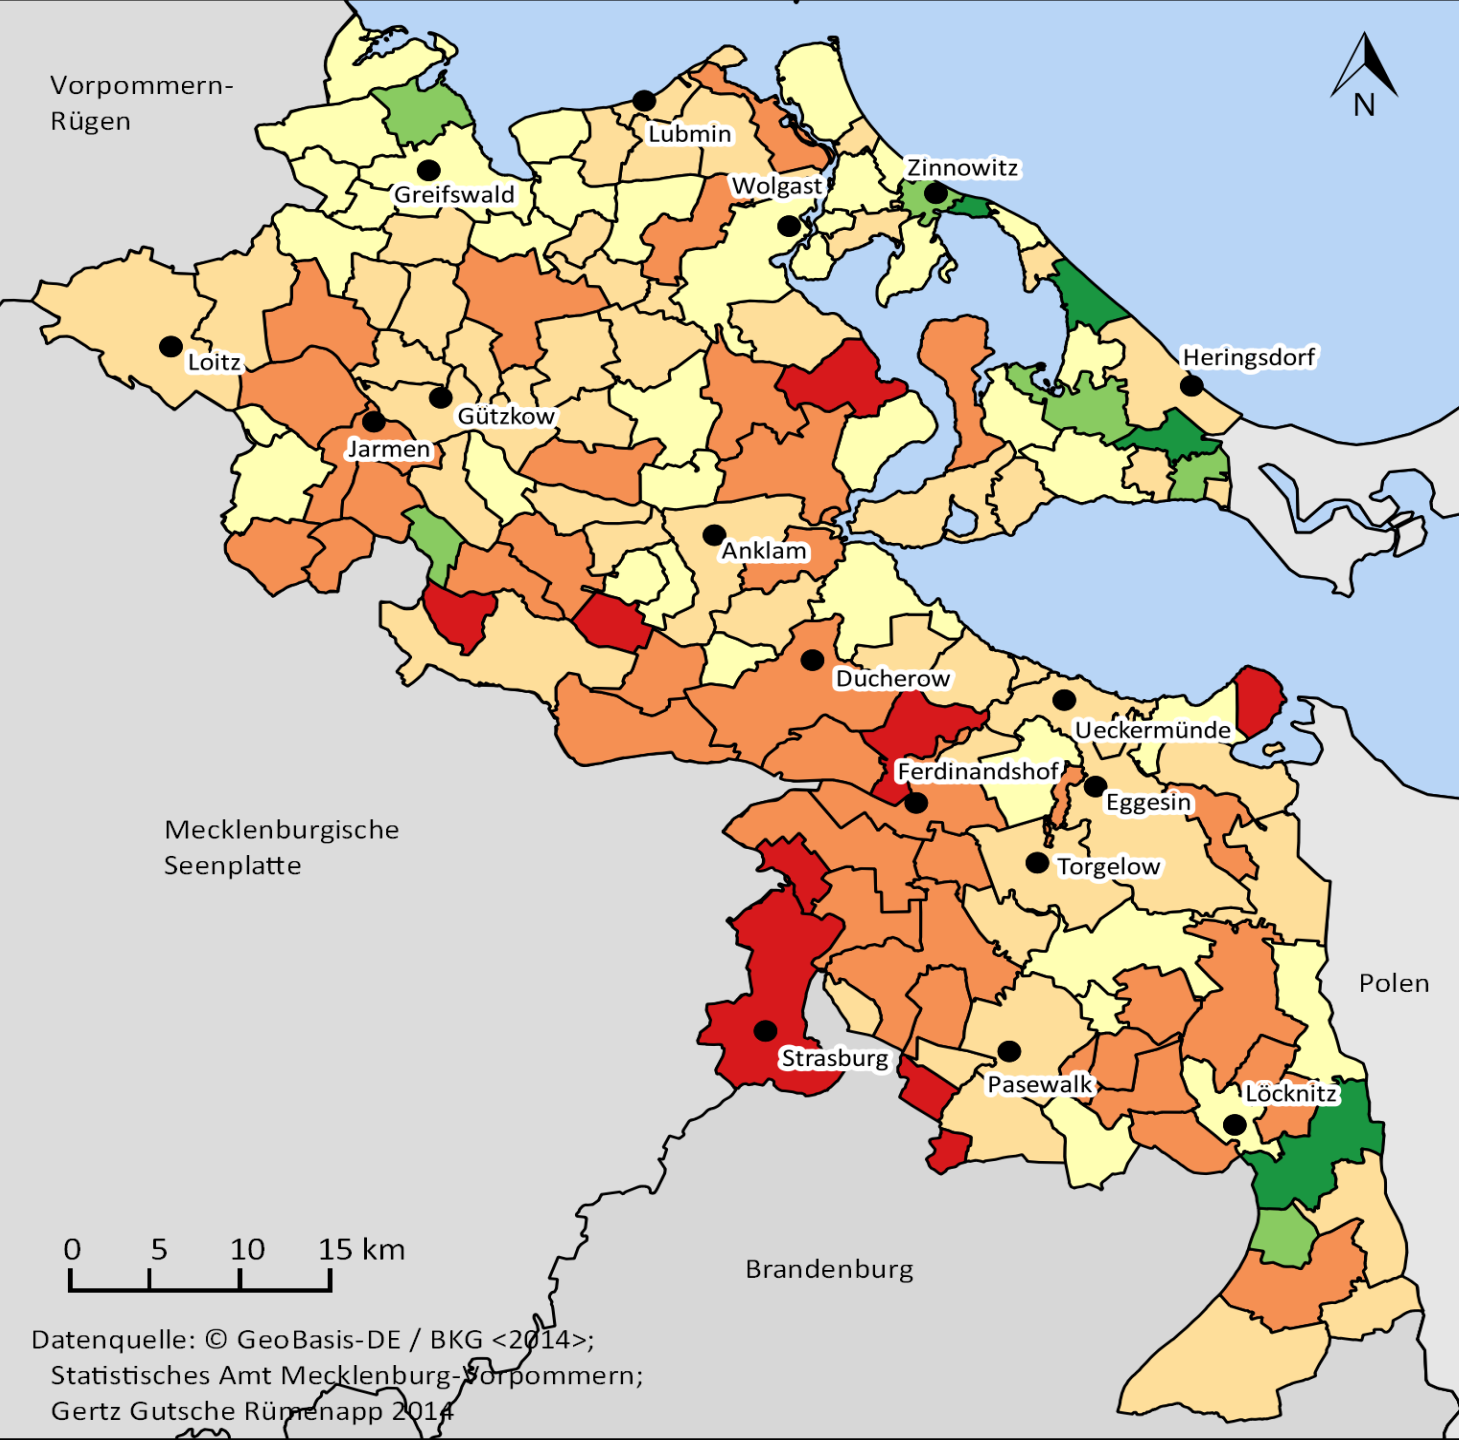 Vorpommern-
Rügen
N
Lubmin
Zinnowitz
Wolgast
Greifswald
Heringsdorf
Loitz
Gützkow
Jarmen
Anklam
Ducherow
Ueckermünde
Ferdinandshof
Eggesin
Mecklenburgische
Seenplatte
Torgelow
Polen
Strasburg
Pasewalk
Löcknitz
0 5 10 15 km
Brandenburg
Datenquelle: © GeoBasis-DE / BKG <2014>;
Statistisches Amt Mecklenburg-Vorpommern;
Gertz Gutsche Rümenapp 2014